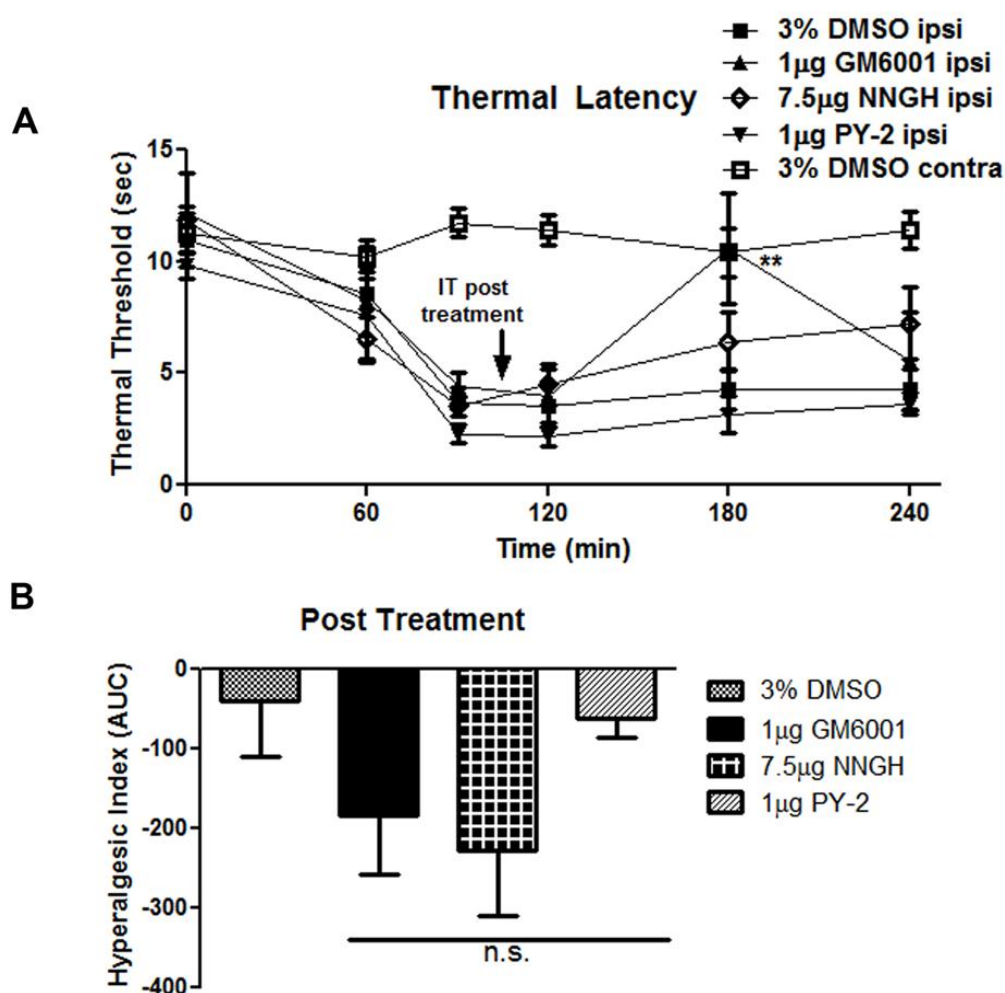 A
Thermal Latency
3% DMSO ipsi
1μg GM6001 ipsi
7.5μg NNGH ipsi
1μg PY-2 ipsi
3% DMSO contra
Thermal Threshold (sec)
15
10
5
0
IT post
treatment
**
0 60 120 180 240
Time (min)
B
Post Treatment
Hyperalgesic Index (AUC)
0
-100
-200
-300
-400
n.s.
3% DMSO
1μg GM6001
7.5μg NNGH
1μg PY-2